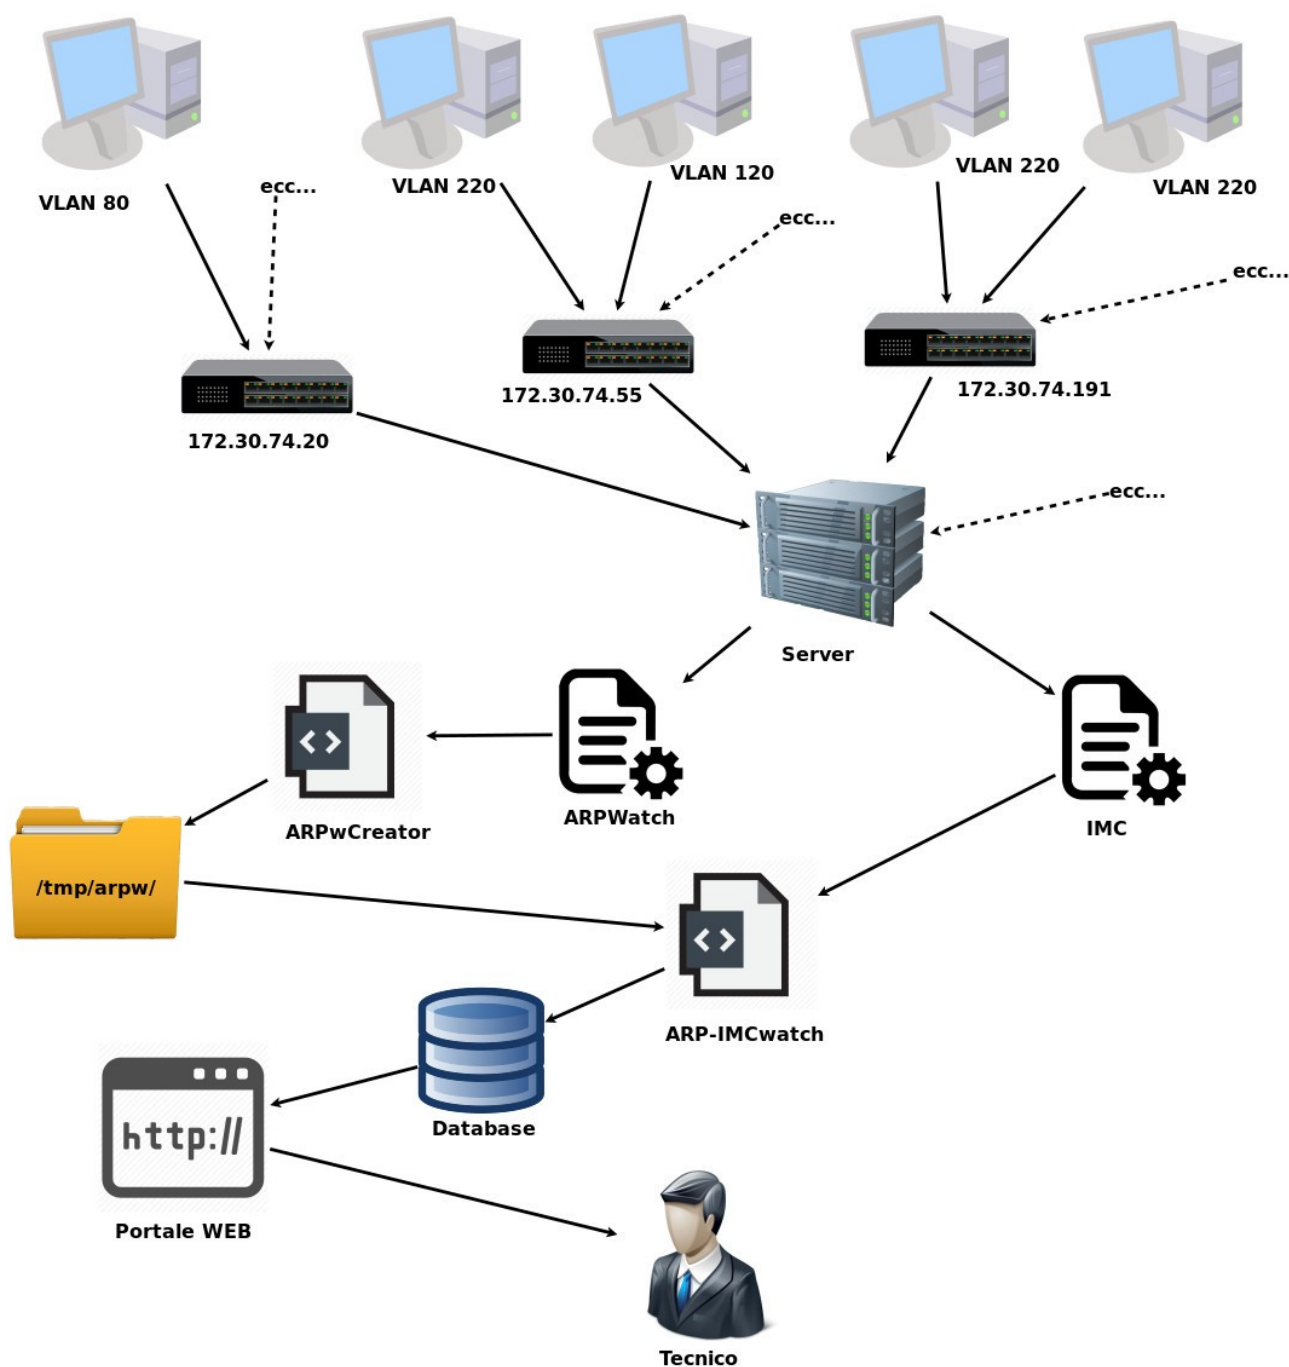 VLAN 80
ecc...
VLAN 220
VLAN 120
ecc...
VLAN 220
VLAN 220
ecc...
172.30.74.20
172.30.74.55
172.30.74.191
ecc...
Server
ARPwCreator
ARPWatch
IMC
/tmp/arpw/
ARP-IMCwatch
Database
http://
Portale WEB
Tecnico